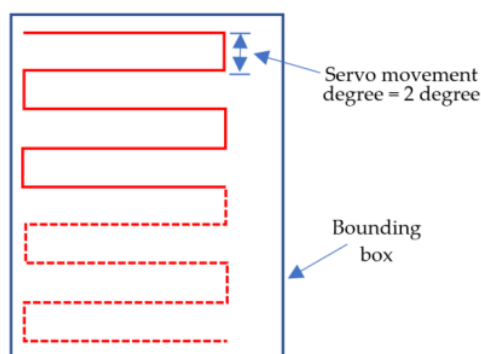 Servo movement
degree = 2 degree
Bounding
box